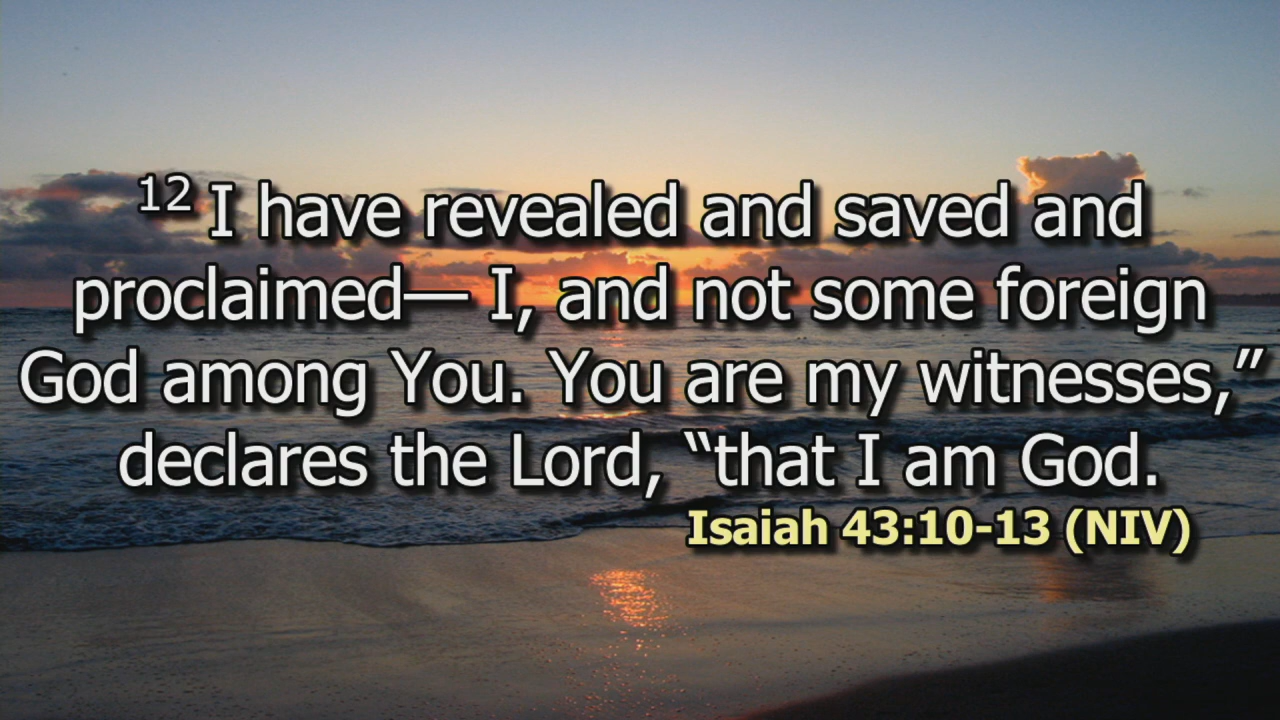 12 I have revealed and saved and
proclaimed— I, and not some foreign
God among You. You are my witnesses,”
declares the Lord, “that I am God.
Isaiah 43:10-13 (NIV)